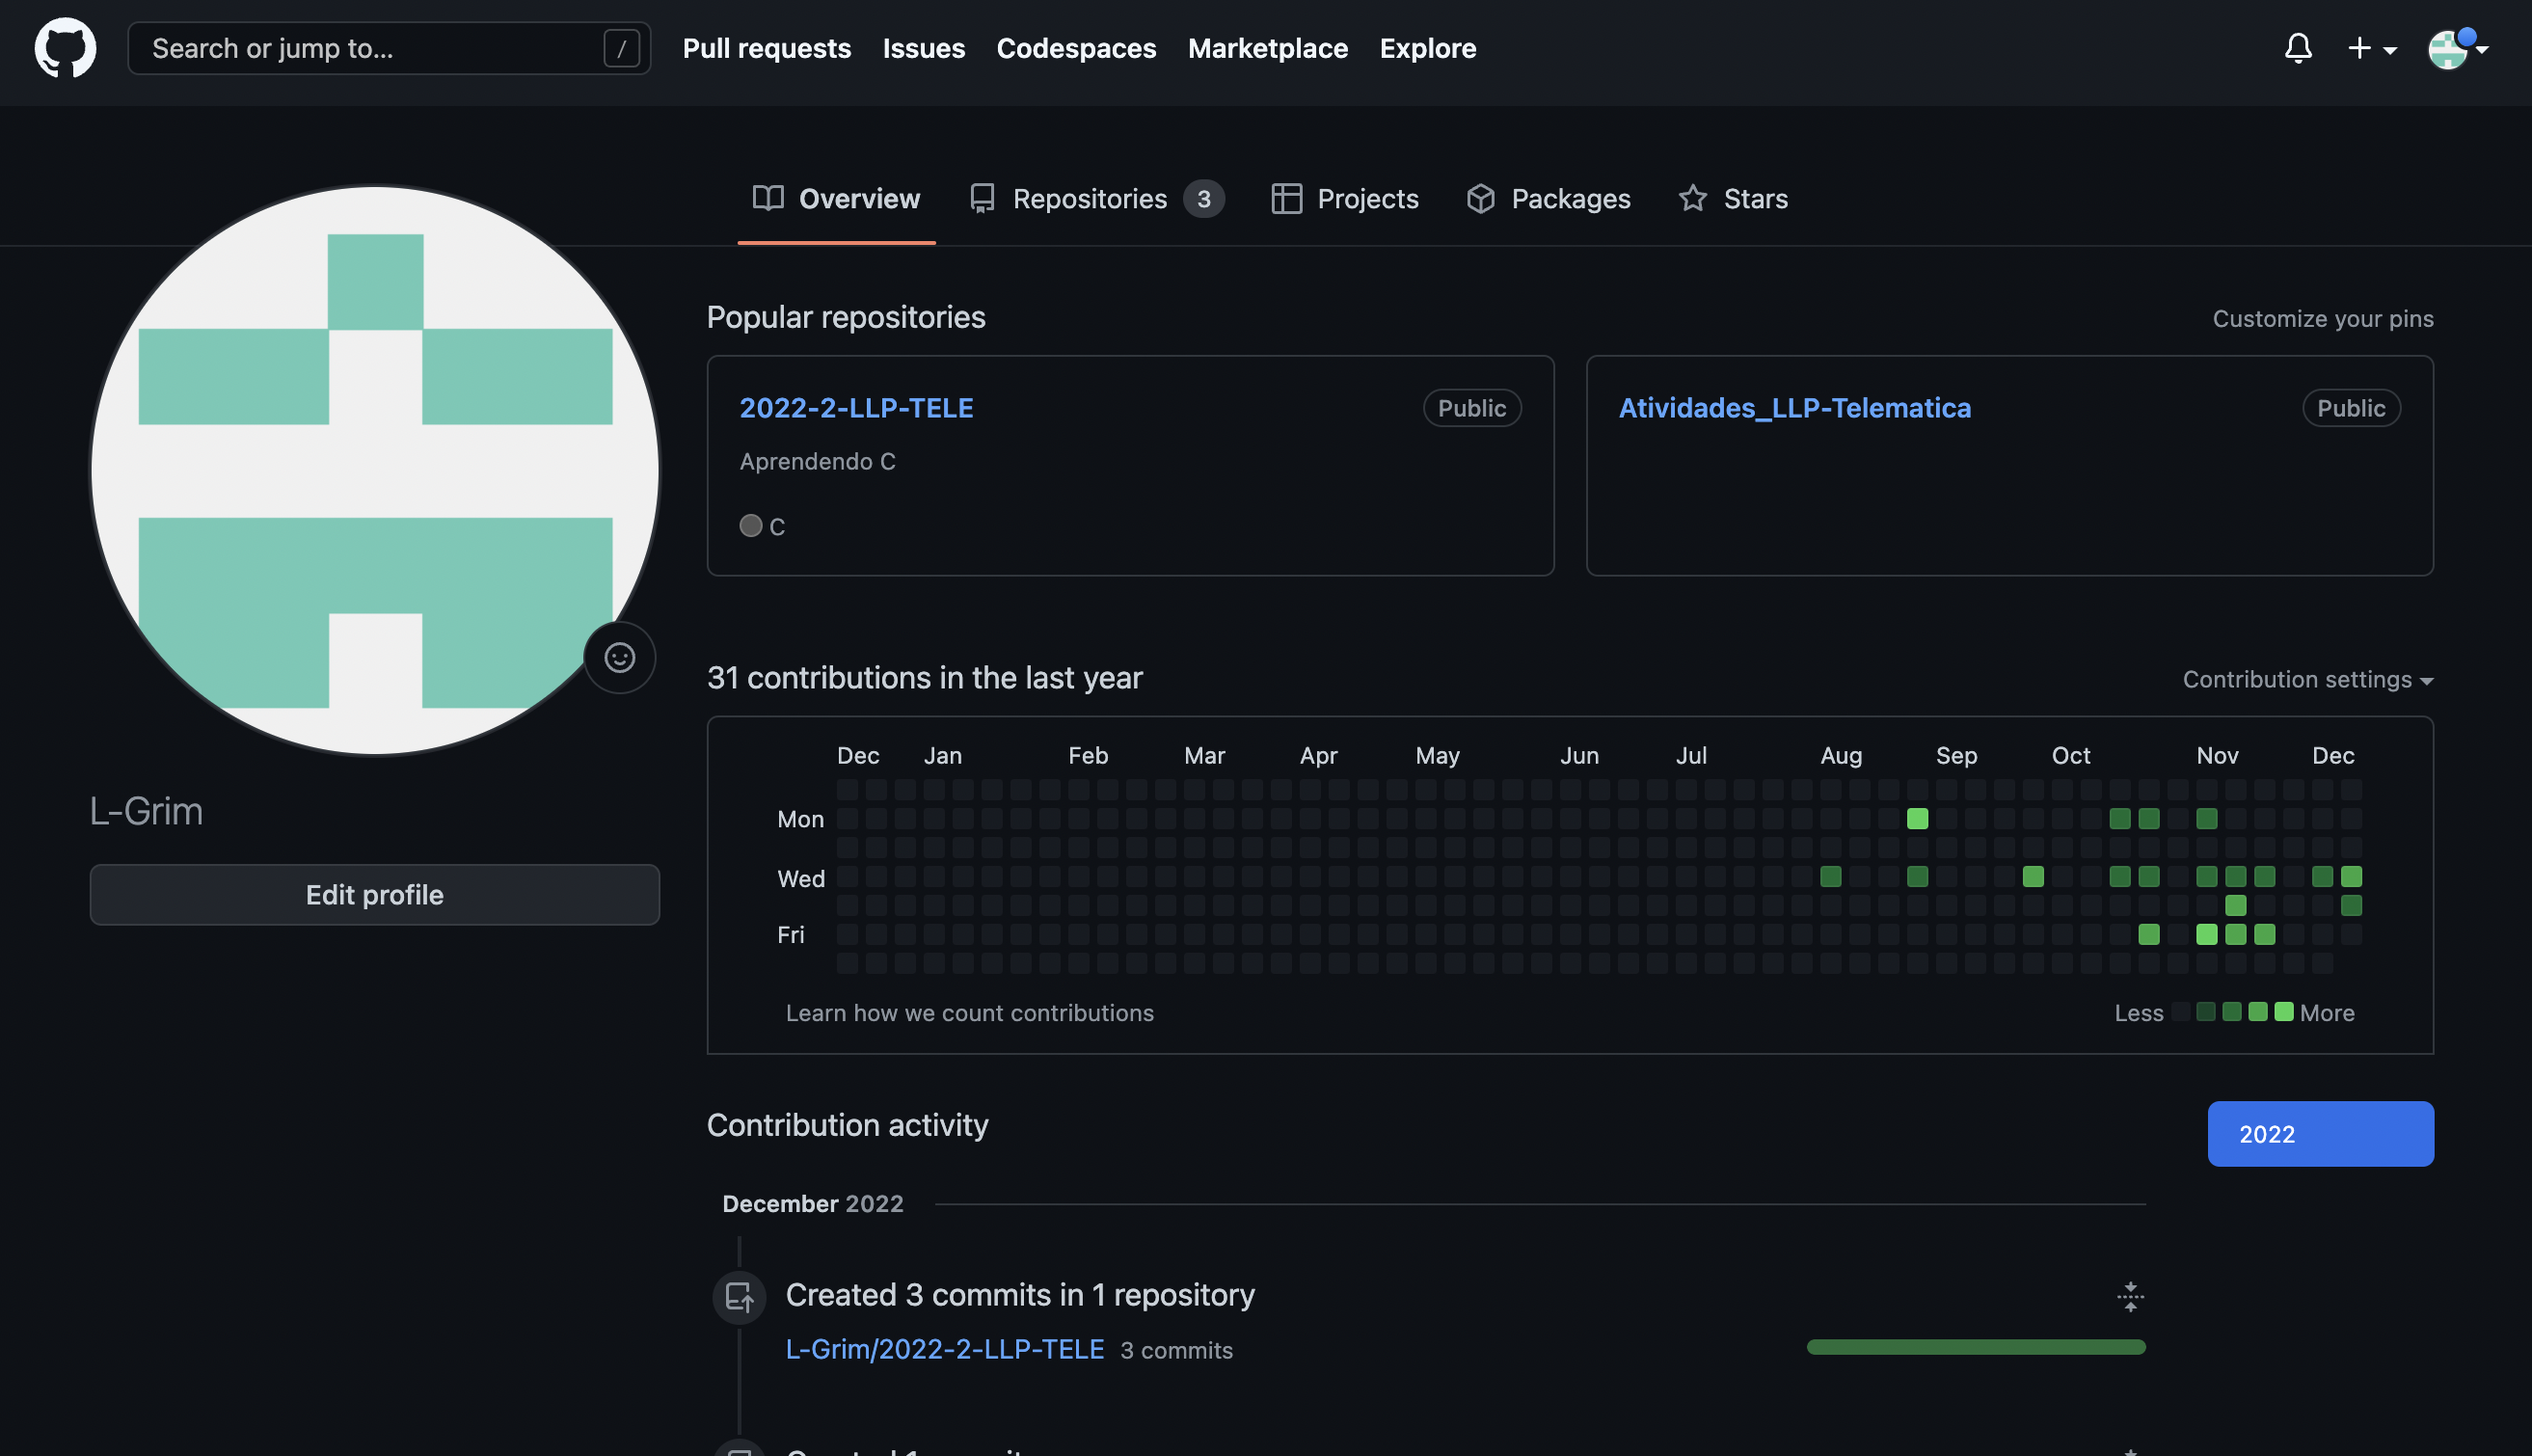 Search or jump to... / Pull requests Issues Codespaces Marketplace Explore
Overview Repositories 3 Projects Packages Stars
Popular repositories Customize your pins
2022-2-LLP-TELE Public
Aprendendo C
C
Atividades_LLP-Telematica Public
L-Grim
Edit profile
31 contributions in the last year Contribution settings
Dec Jan Feb Mar Apr May Jun Jul Aug Sep Oct Nov Dec
Mon
Wed
Fri
Learn how we count contributions Less More
Contribution activity 2022
December 2022
Created 3 commits in 1 repository
L-Grim/2022-2-LLP-TELE 3 commits